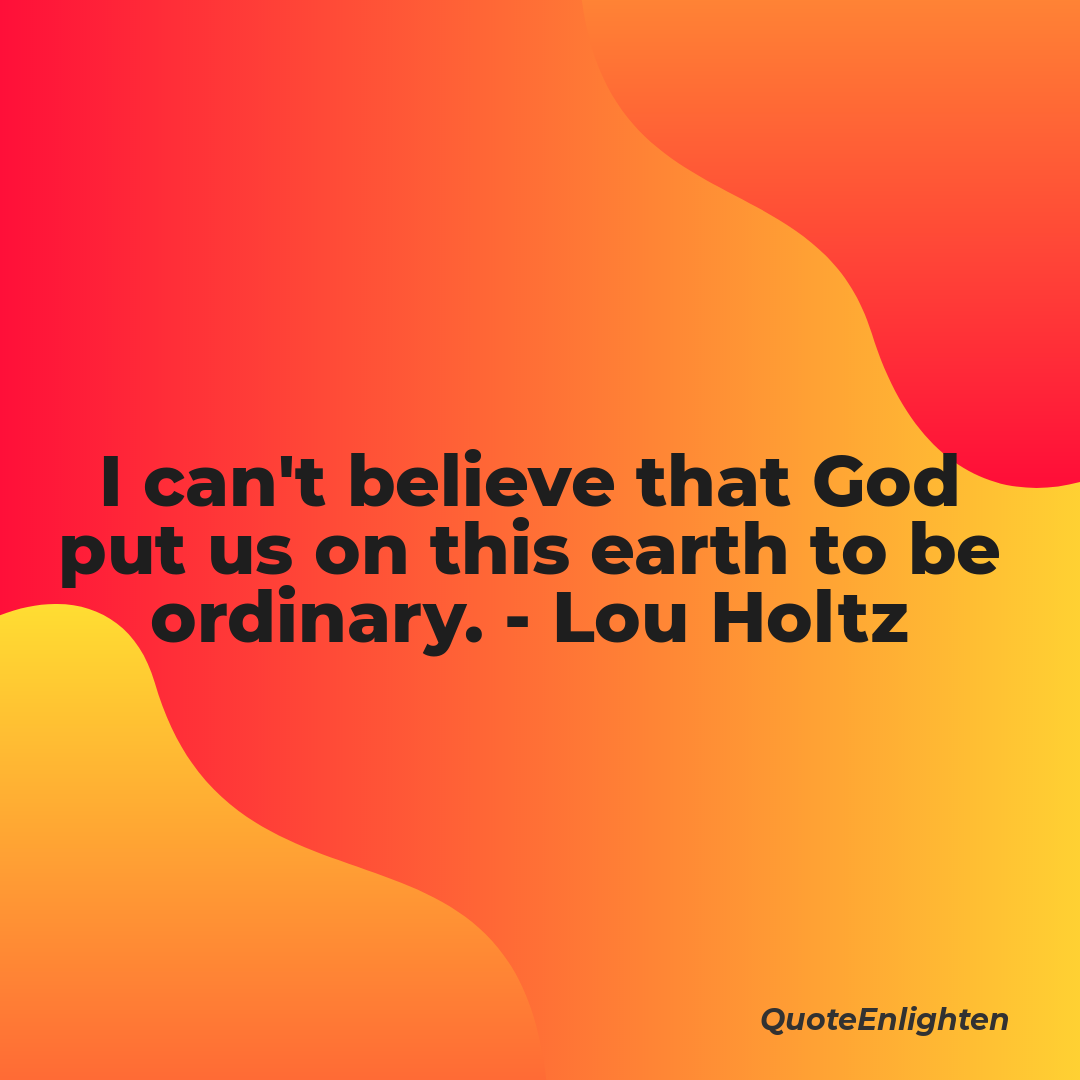 I can't believe that God
put us on this earth to be
ordinary. - Lou Holtz
QuoteEnlighten